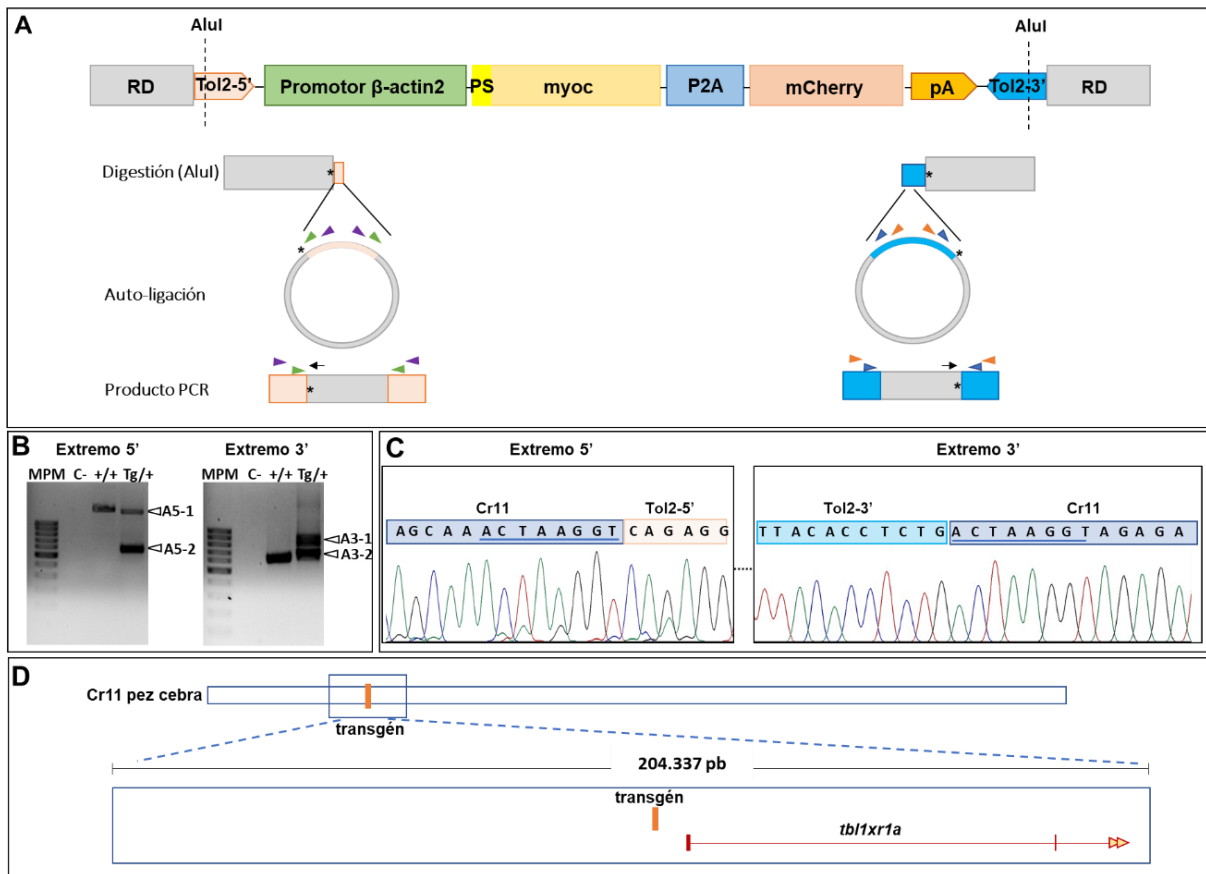 A
AluI AluI
RD Tol2-5’ Promotor β-actin2 PS myoc P2A mCherry pA Tol2-3’ RD
Digestión (AluI) * *
* *
Auto-ligación
Producto PCR * *
B Extremo 5’ Extremo 3’
MPM C- +/+ Tg/+ MPM C- +/+ Tg/+
A5-1 A3-1
A5-2 A3-2
C Extremo 5’ Extremo 3’
Cr11 Tol2-5’ Tol2-3’ Cr11
A G C A A A C T A A G G T C A G A G G T T A C A C C T C T G A C T A A G G T A G A G A
D
Cr11 pez cebra
transgén
204.337 pb
transgén
tbl1xr1a